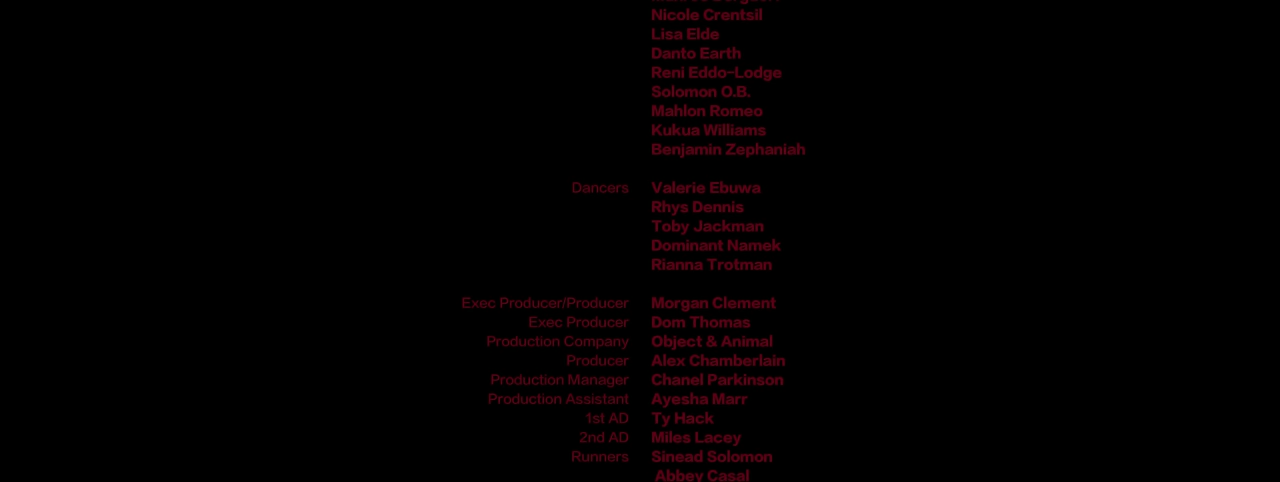 Nicole Crentsil
Lisa Elde
Danto Earth
Reni Eddo-Lodge
Solomon O.B.
Mahlon Romeo
Kukua Williams
Benjamin Zephaniah
Dancers Valerie Ebuwa
Rhys Dennis
Toby Jackman
Dominant Namek
Rianna Trotman
Exec Producer/Producer Morgan Clement
Exec Producer Dom Thomas
Production Company Object & Animal
Producer Alex Chamberlain
Production Manager Chanel Parkinson
Production Assistant Ayesha Marr
1st AD Ty Hack
2nd AD Miles Lacey
Runners Sinead Solomon
Abbey Casal